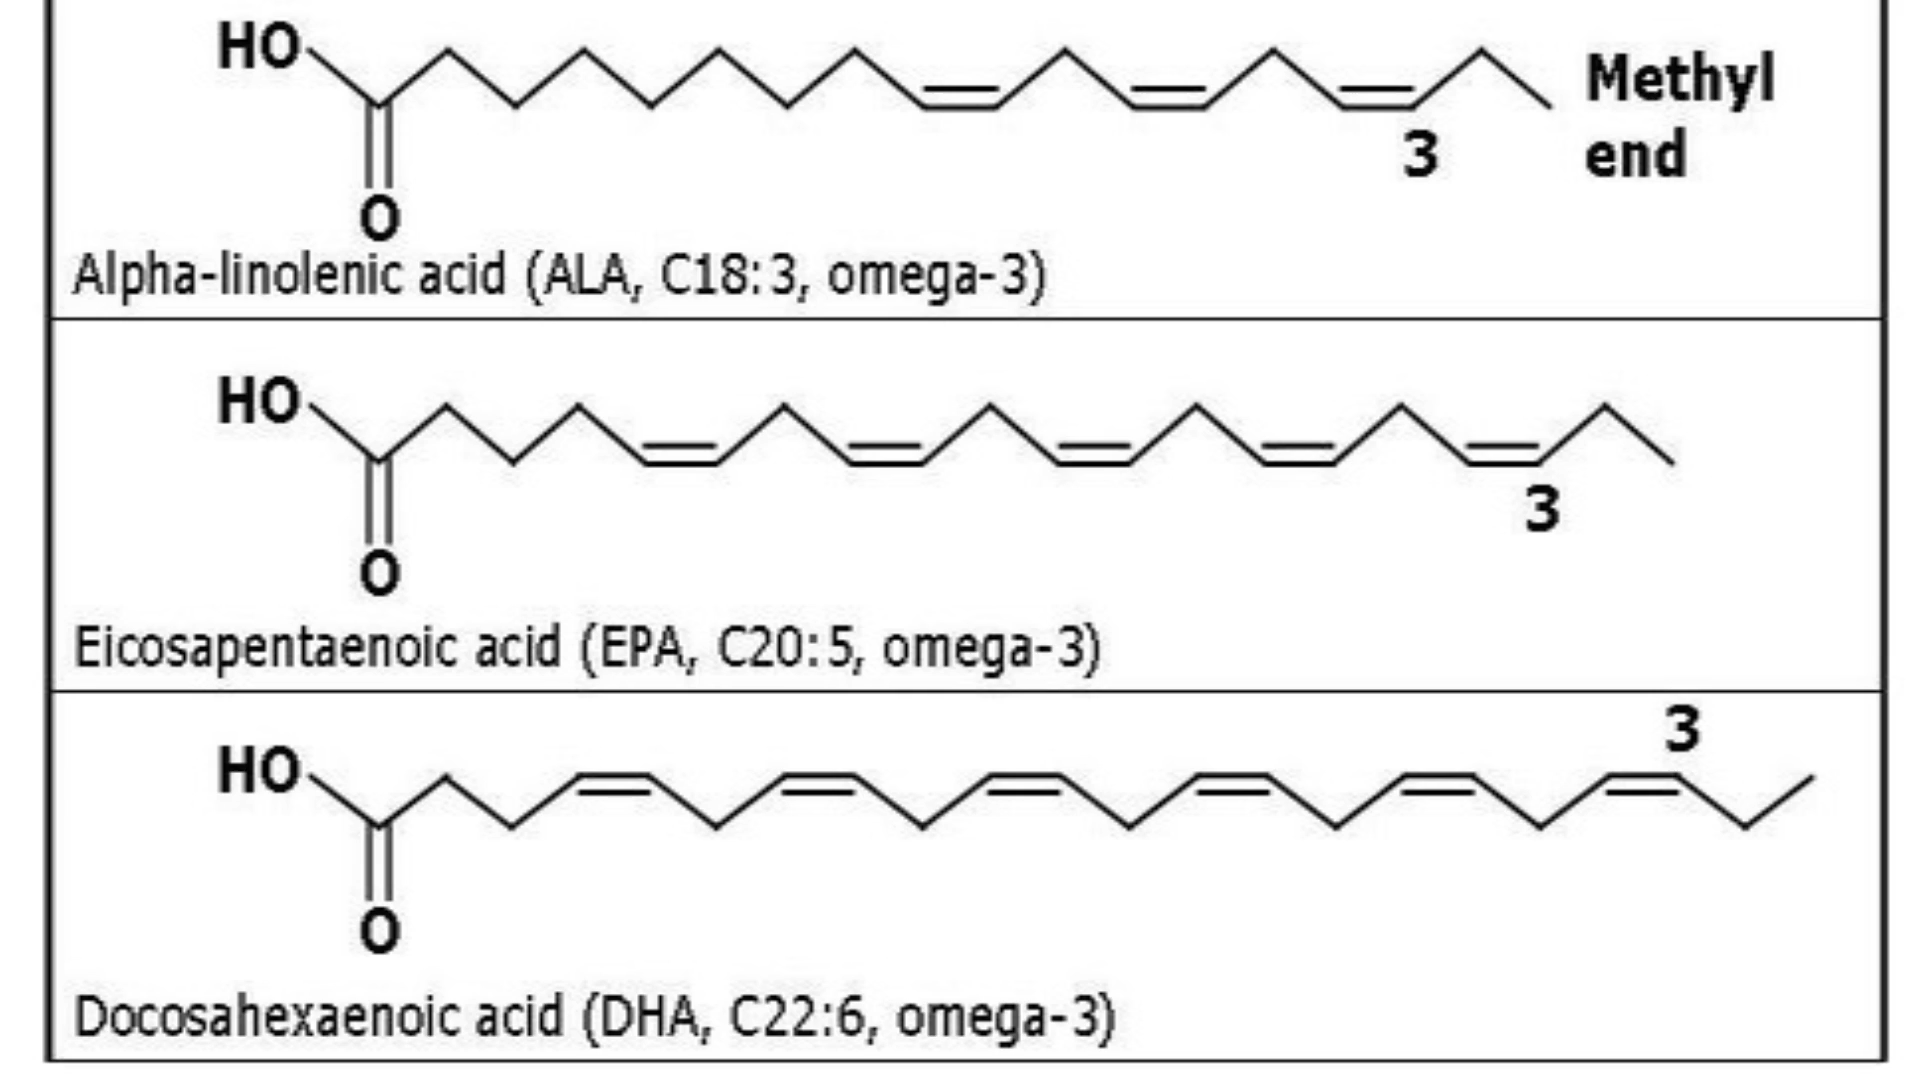 HO
Methyl
end
3
O
Alpha-linolenic acid (ALA, C18:3, omega-3)
HO
3
O
Eicosapentaenoic acid (EPA, C20:5, omega-3)
3
HO
O
Docosahexaenoic acid (DHA, C22:6, omega-3)